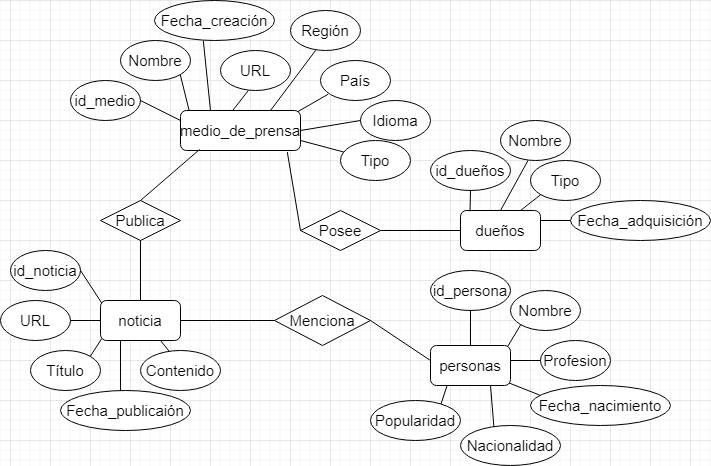 Fecha_creación
Región
Nombre
URL
País
id_medio
Idioma
medio_de_prensa
Tipo
Nombre
id_dueños
Tipo
Publica
Posee
dueños
Fecha_adquisición
id_noticia
id_persona
Nombre
URL
noticia
Menciona
Título
Contenido
personas
Profesion
Fecha_publicaión
Fecha_nacimiento
Popularidad
Nacionalidad